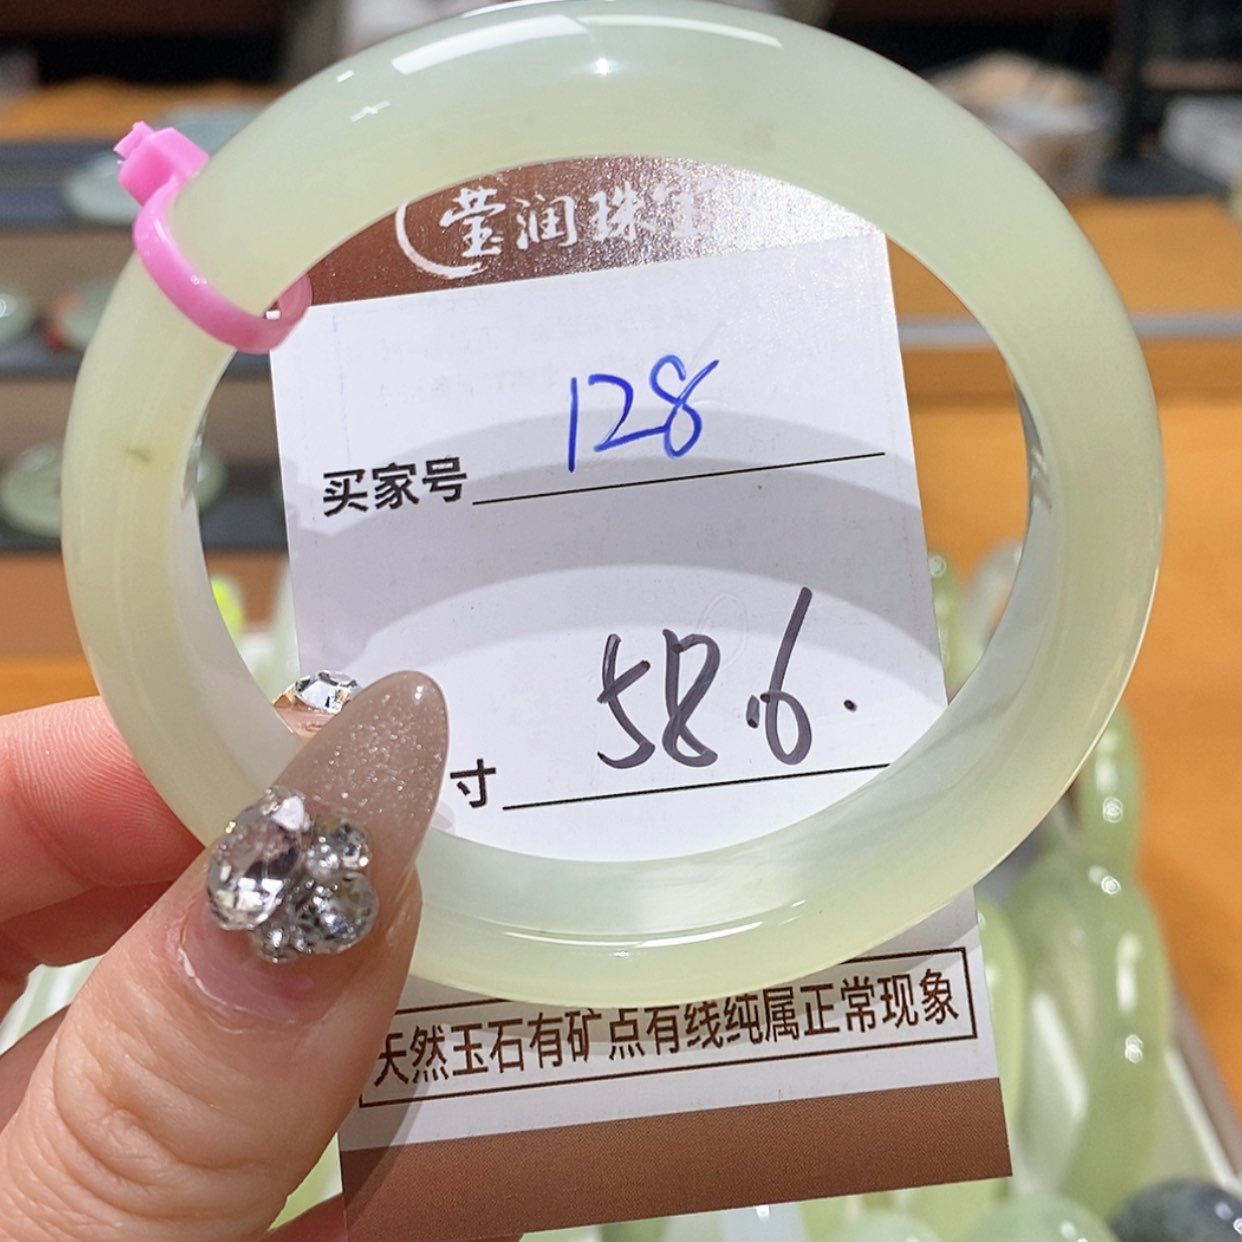 莹润珠宝
买家号 128
寸 58.6.
天然玉石有矿点有线纯属正常现象